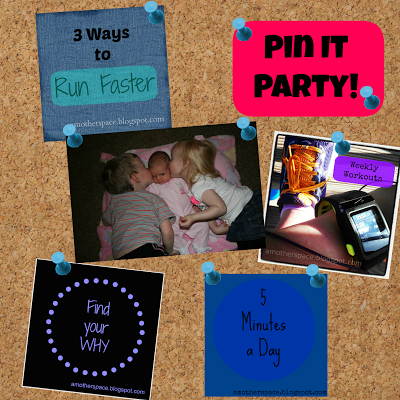 3 Ways
to
Run Faster
amotherspace.blogspot.com
PiN iT
PARTY!
Weekly
Workouts
amotherspace.blogspot.com
Find
your
WHY
amotherspace.blogspot.com
5
Minutes
a Day
amotherspace.blogspot.com